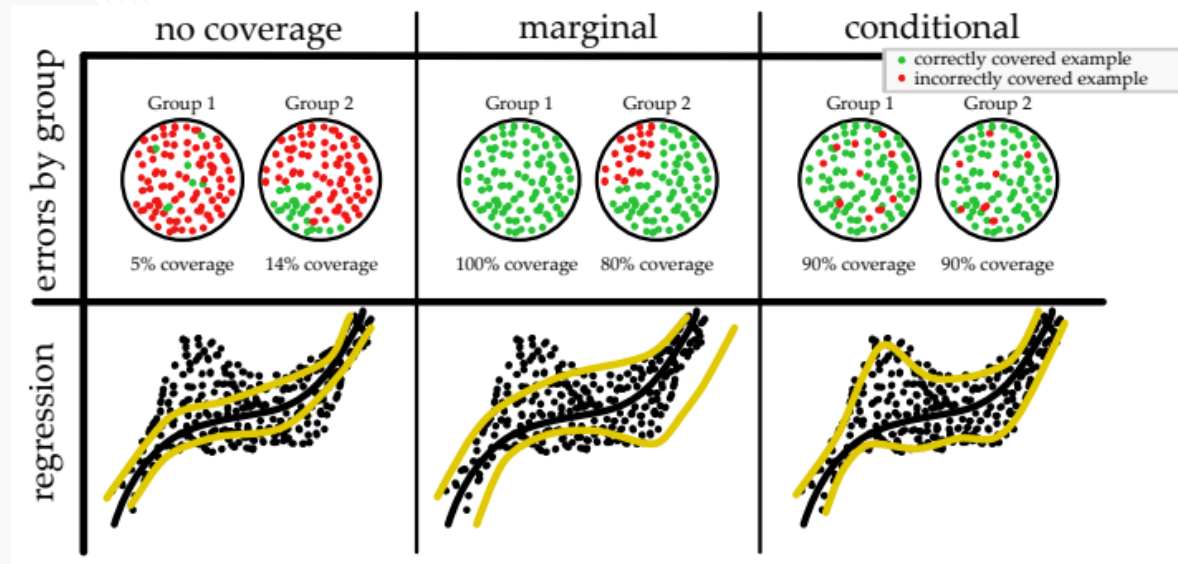 no coverage
marginal
conditional
correctly covered example
incorrectly covered example
errors by group
Group 1
Group 2
Group 1
Group 2
Group 1
Group 2
5% coverage
14% coverage
100% coverage
80% coverage
90% coverage
90% coverage
regression